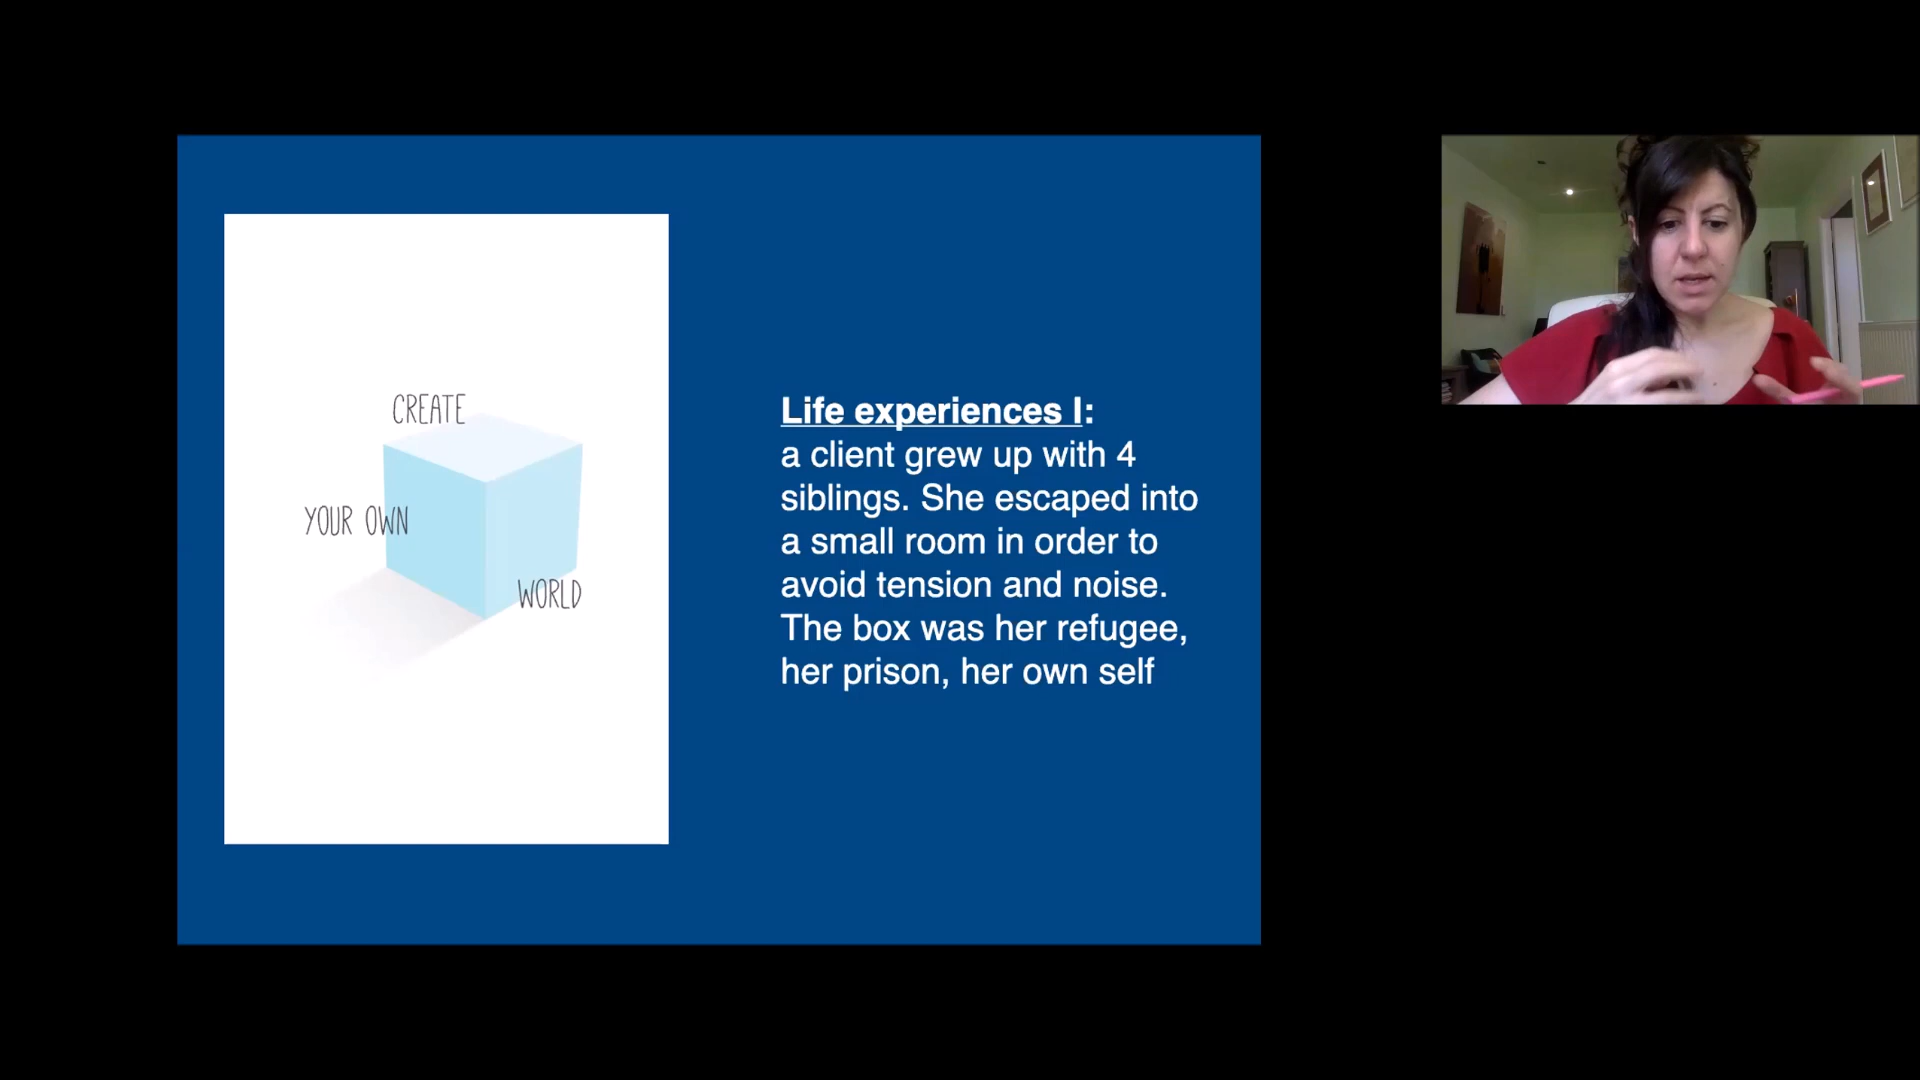 CREATE
YOUR OWN
WORLD
Life experiences I:
a client grew up with 4
siblings. She escaped into
a small room in order to
avoid tension and noise.
The box was her refugee,
her prison, her own self